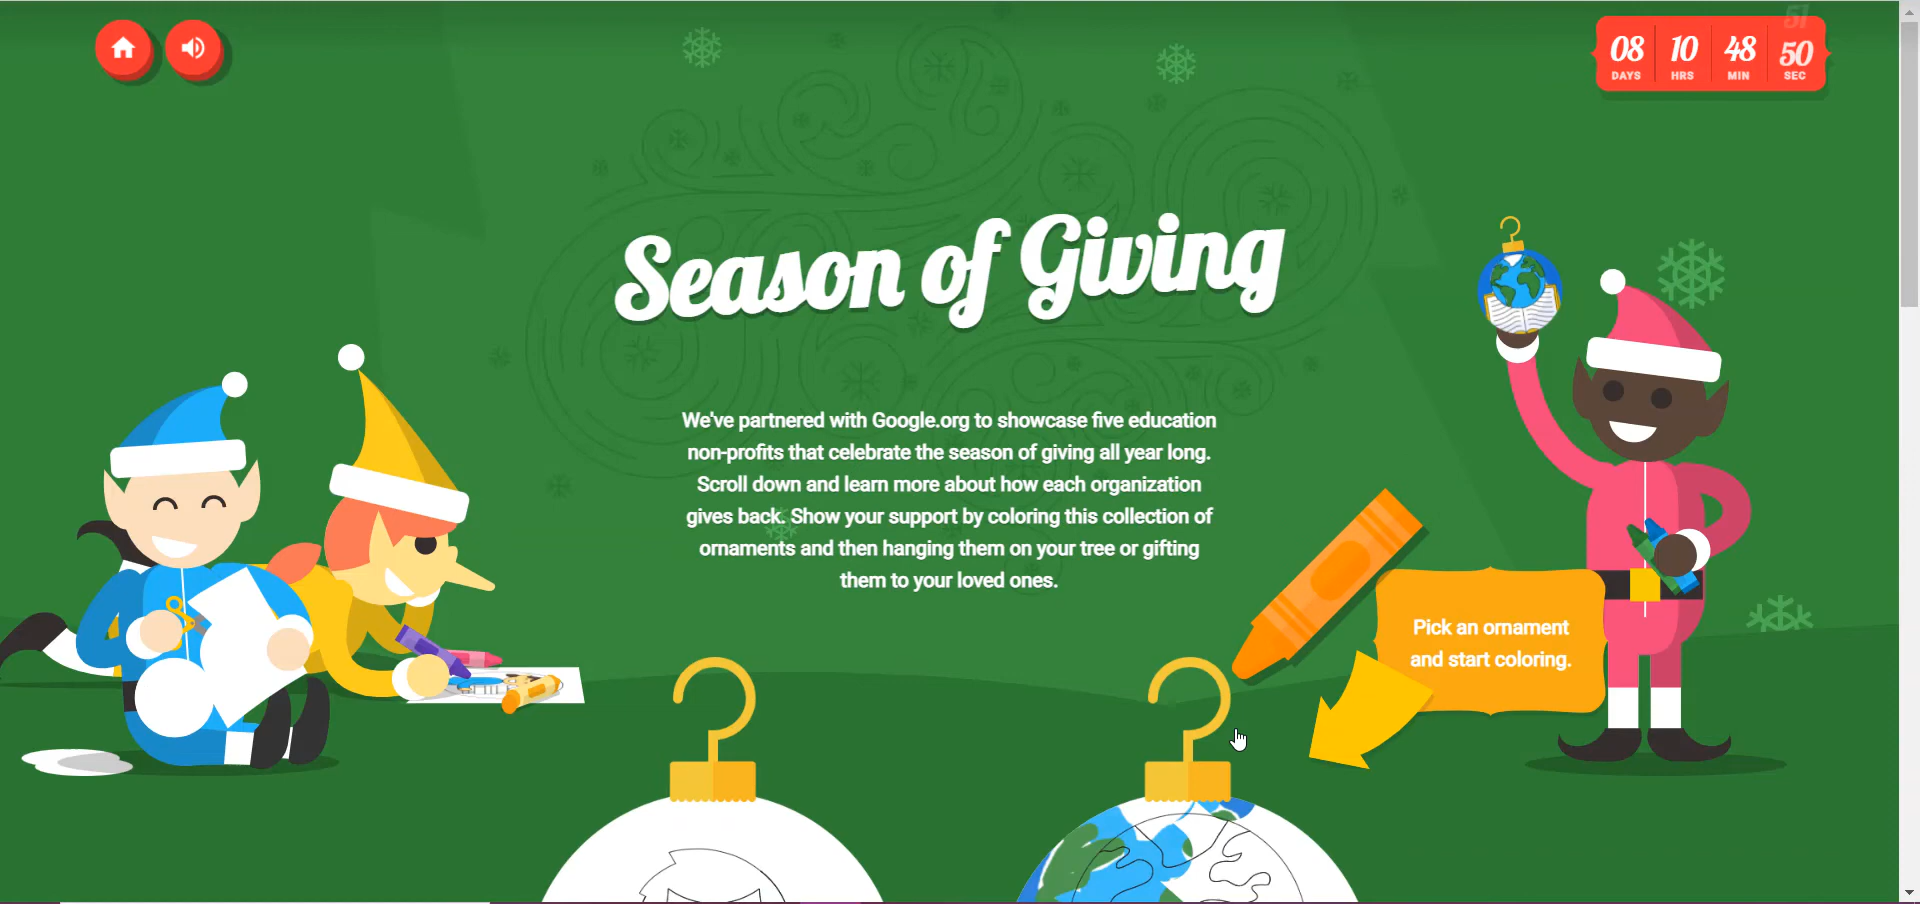 51
08 10 48 50
DAYS HRS MIN SEC
Season of Giving
We've partnered with Google.org to showcase five education
non-profits that celebrate the season of giving all year long.
Scroll down and learn more about how each organization
gives back. Show your support by coloring this collection of
ornaments and then hanging them on your tree or gifting
them to your loved ones.
Pick an ornament
and start coloring.